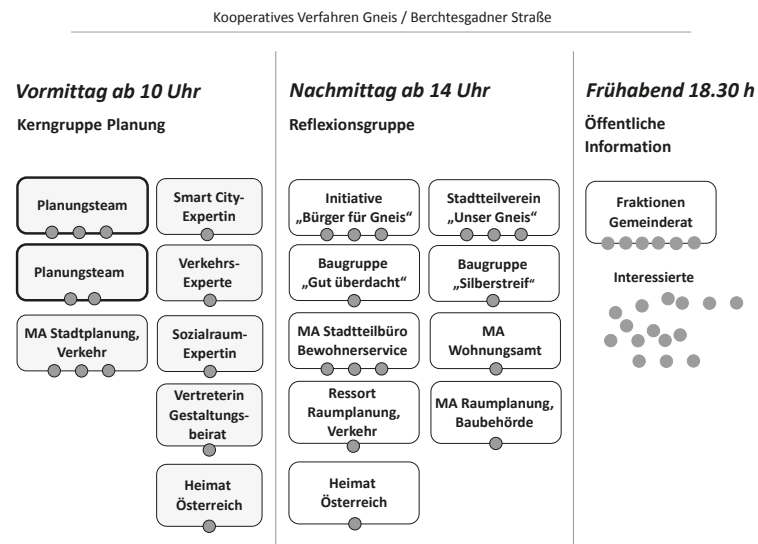 Kooperatives Verfahren Gneis / Berchtesgadner Straße
Vormittag ab 10 Uhr
Kerngruppe Planung
Planungsteam
Smart City-
Expertin
Planungsteam
Verkehrs-
Experte
MA Stadtplanung,
Verkehr
Sozialraum-
Expertin
Vertreterin
Gestaltungs-
beirat
Heimat
Österreich
Nachmittag ab 14 Uhr
Reflexionsgruppe
Initiative
„Bürger für Gneis“
Stadtteilverein
„Unser Gneis“
Baugruppe
„Gut überdacht“
Baugruppe
„Silberstreif“
MA Stadtteilbüro
Bewohnerservice
MA
Wohnungsamt
Ressort
Raumplanung,
Verkehr
MA Raumplanung,
Baubehörde
Heimat
Österreich
Frühabend 18.30 h
Öffentliche
Information
Fraktionen
Gemeinderat
Interessierte